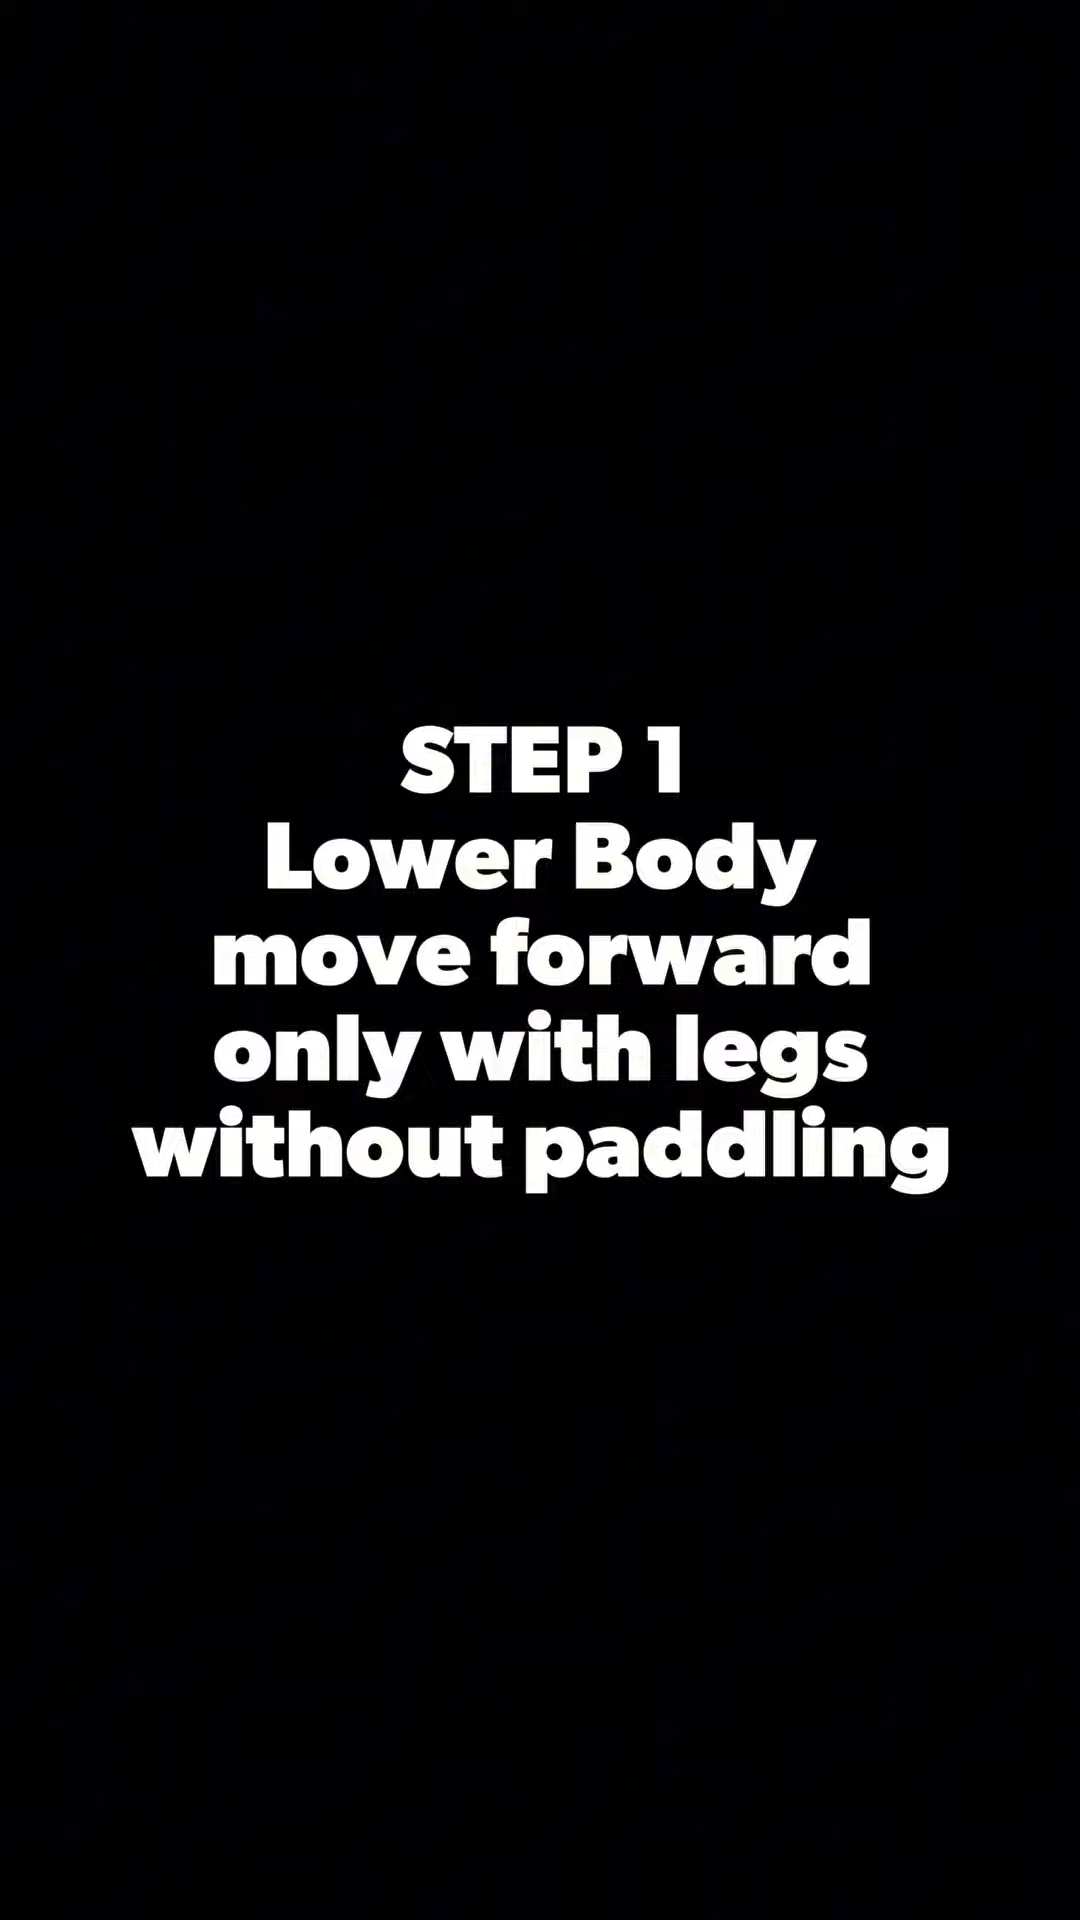 STEP 1
Lower Body
move forward
only with legs
without paddling